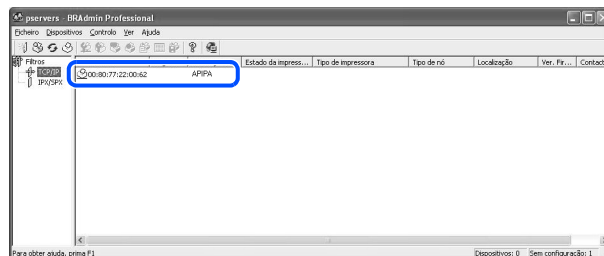 pservers - BRAdmin Professional
Ficheiro Dispositivos Controlo Ver Ajuda
Filtros
TCP/IP
IPX/SPX
Estado da impress... Tipo de impressora Tipo de nó Localização Ver. Fir... Contact
00:80:77:22:00:62 APIPA
Para obter ajuda, prima F1 Dispositivos: 0 Sem configuração: 1